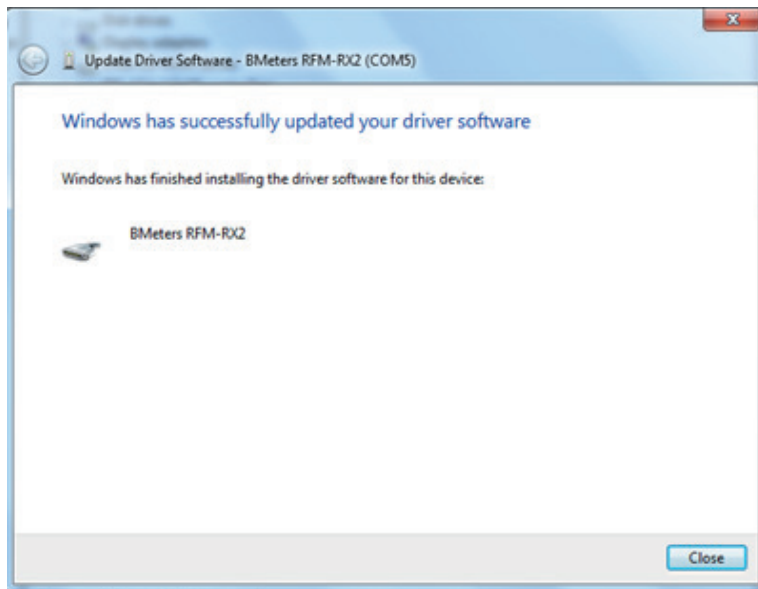 Update Driver Software - BMeters RFM-RX2 (COM5)
Windows has successfully updated your driver software
Windows has finished installing the driver software for this device:
BMeters RFM-RX2
Close